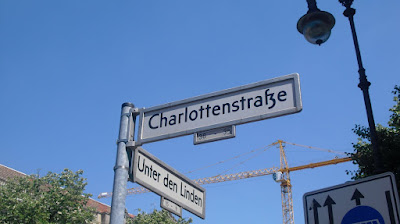 Charlottenstraße
Unter den Linden